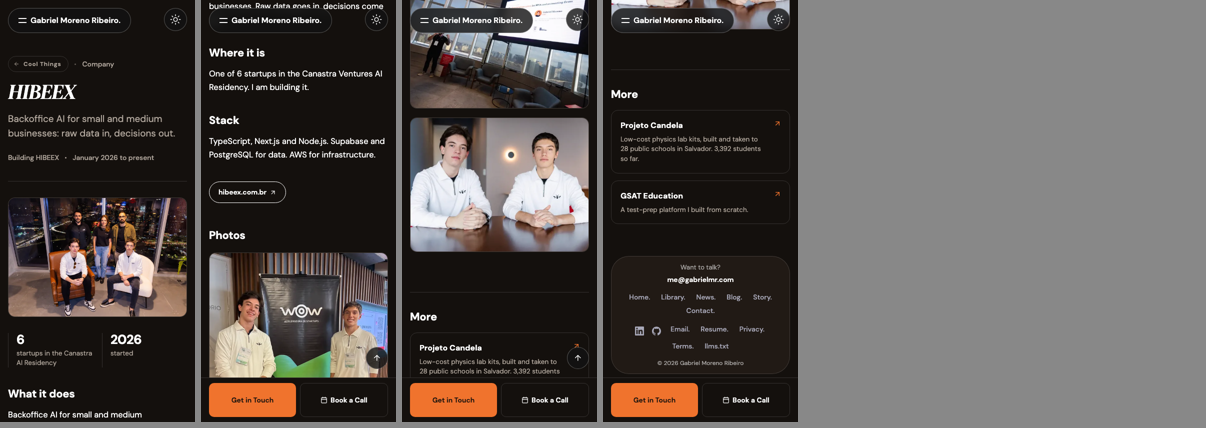 Gabriel Moreno Ribeiro.
← Cool Things • Company
HIBEEX
Backoffice AI for small and medium
businesses: raw data in, decisions out.
Building HIBEEX • January 2026 to present
6
startups in the Canastra
AI Residency
2026
started
What it does
Backoffice AI for small and medium
businesses. Raw data goes in, decisions come
Gabriel Moreno Ribeiro.
Where it is
One of 6 startups in the Canastra Ventures AI
Residency. I am building it.
Stack
TypeScript, Next.js and Node.js. Supabase and
PostgreSQL for data. AWS for infrastructure.
hibeex.com.br
Photos
WOW
Get in Touch
Book a Call
Gabriel Moreno Ribeiro.
More
Projeto Candela
Low-cost physics lab kits, built and taken to
28 public schools in Salvador. 3,392 students
Get in Touch
Book a Call
Gabriel Moreno Ribeiro.
More
Projeto Candela
Low-cost physics lab kits, built and taken to
28 public schools in Salvador. 3,392 students
so far.
GSAT Education
A test-prep platform I built from scratch.
Want to talk?
me@gabrielmr.com
Home. Library. News. Blog. Story.
Contact.
Email. Resume. Privacy.
Terms. llms.txt
© 2026 Gabriel Moreno Ribeiro
Get in Touch
Book a Call